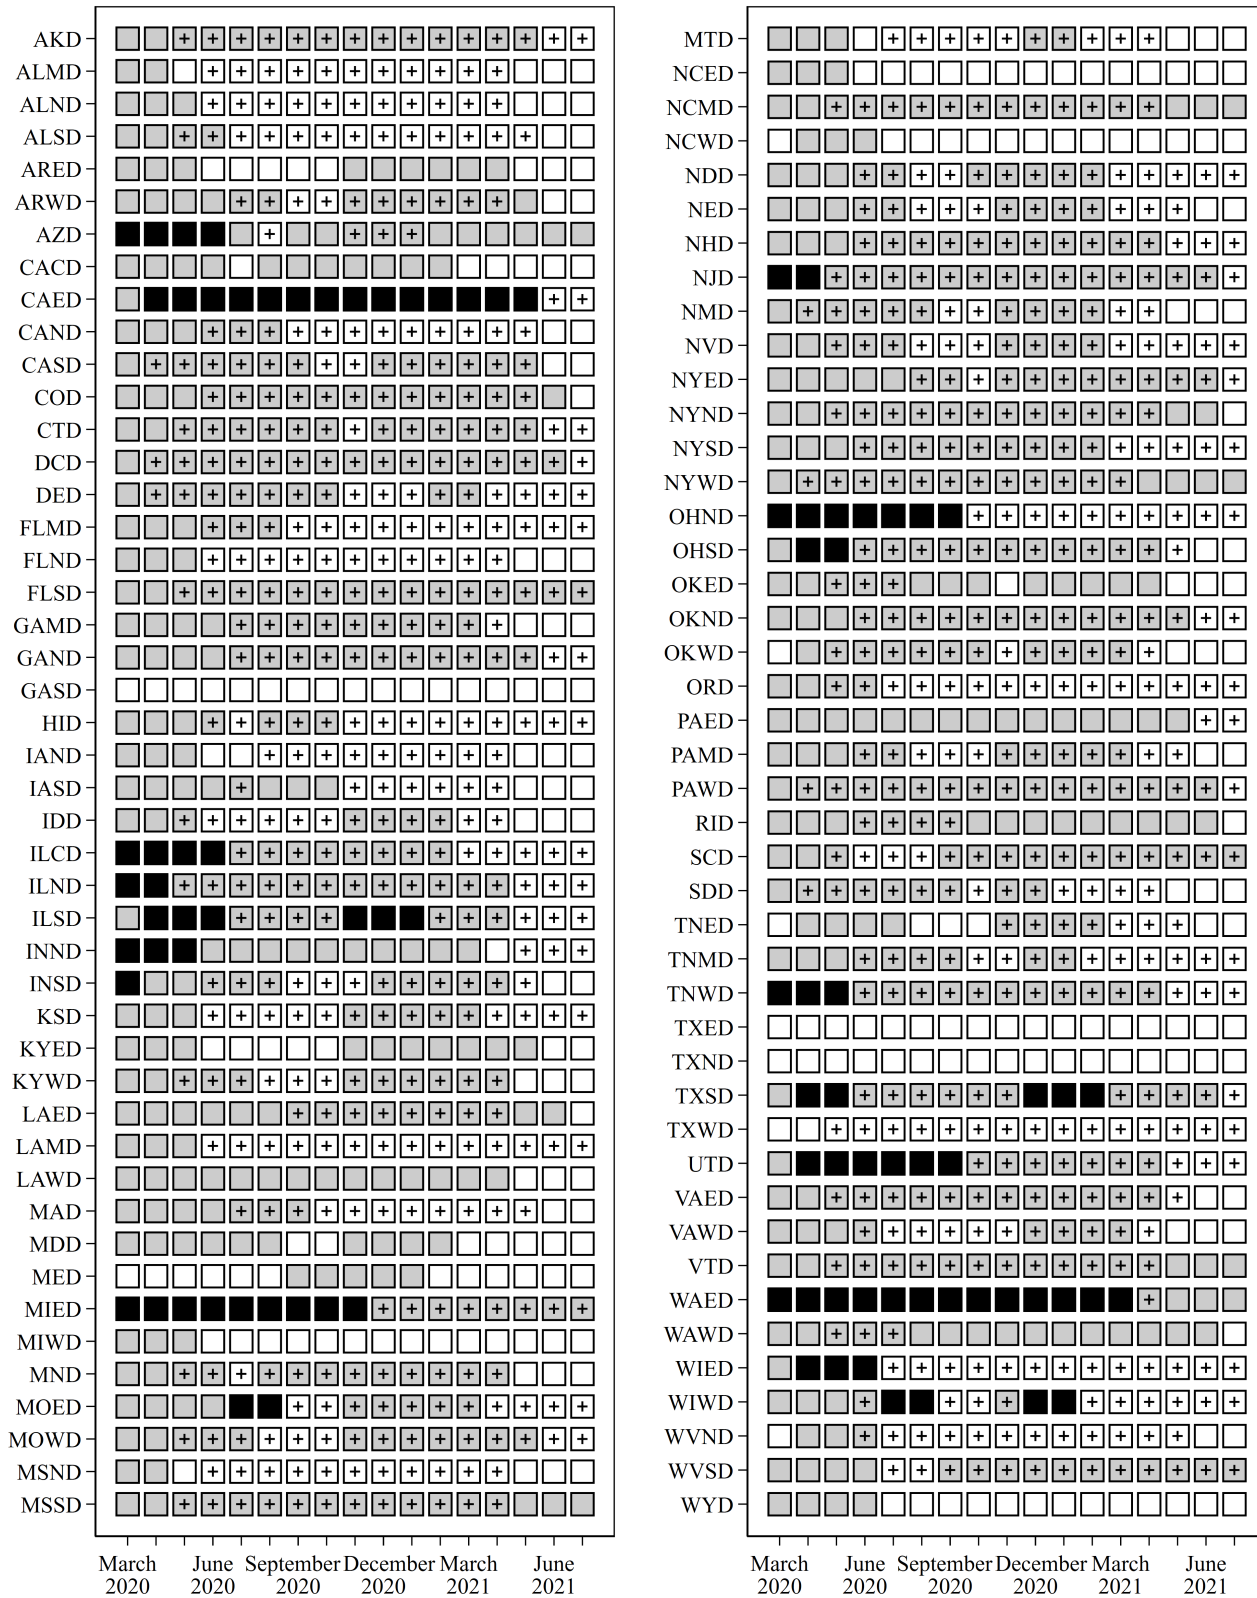 AKD
ALMD
ALND
ALSD
ARED
ARWD
AZD
CACD
CAED
CAND
CASD
COD
CTD
DCD
DED
FLMD
FLND
FLSD
GAMD
GAND
GASD
HID
IAND
IASD
IDD
ILCD
ILND
ILSD
INND
INSD
KSD
KYED
KYWD
LAED
LAMD
LAWD
MAD
MDD
MED
MIED
MIWD
MND
MOED
MOWD
MSND
MSSD
March June September December March June
2020 2020 2020 2020 2021 2021
MTD
NCED
NCMD
NCWD
NDD
NED
NHD
NJD
NMD
NVD
NYED
NYND
NYSD
NYWD
OHND
OHSD
OKED
OKND
OKWD
ORD
PAED
PAMD
PAWD
RID
SCD
SDD
TNED
TNMD
TNWD
TXED
TXND
TXSD
TXWD
UTD
VAED
VAWD
VTD
WAED
WAWD
WIED
WIWD
WVND
WVSD
WYD
March June September December March June
2020 2020 2020 2020 2021 2021